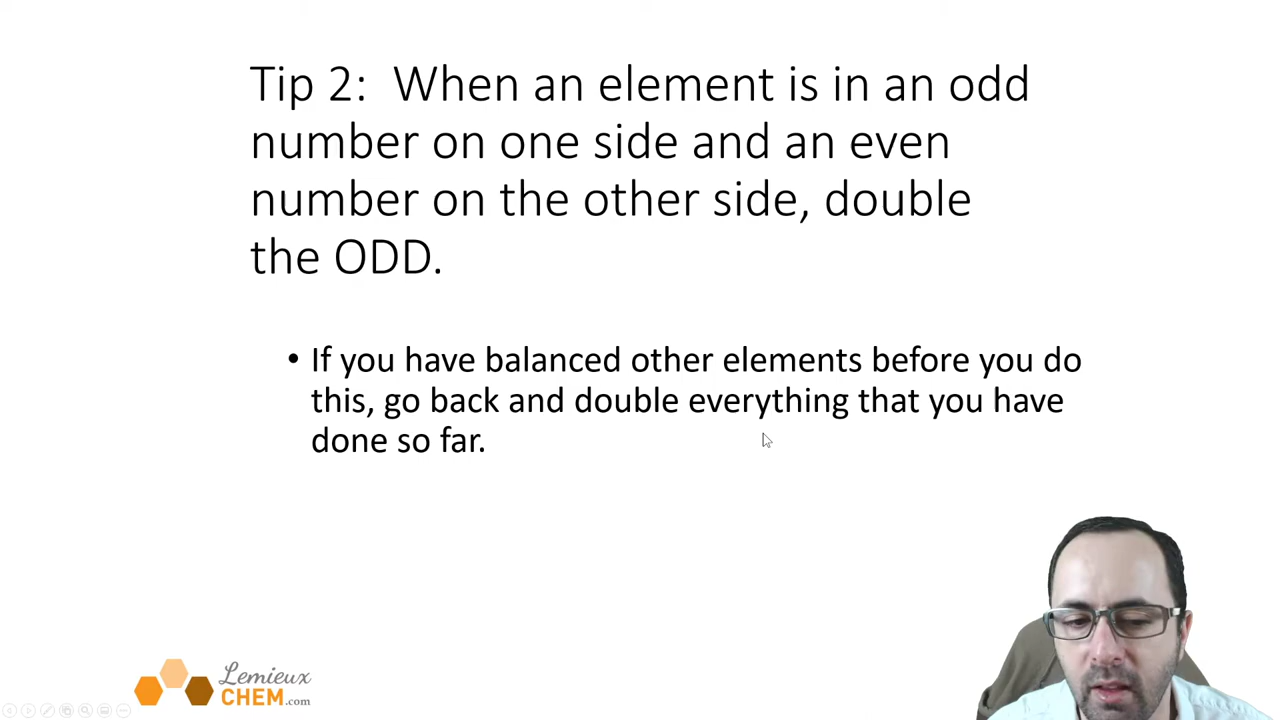 Tip 2: When an element is in an odd
number on one side and an even
number on the other side, double
the ODD.
• If you have balanced other elements before you do
this, go back and double everything that you have
done so far.
Lemieux
CHEM.com